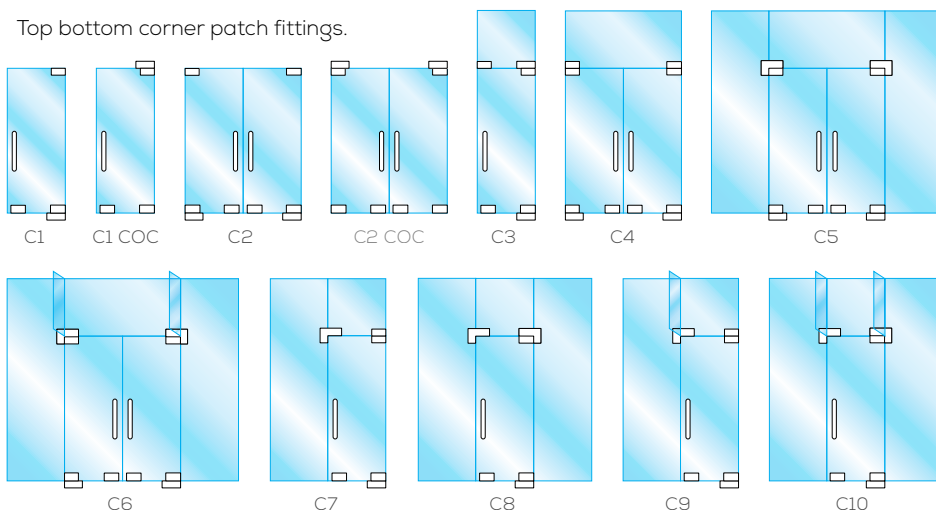 Top bottom corner patch fittings.
C1
C1 COC
C2
C2 COC
C3
C4
C5
C6
C7
C8
C9
C10